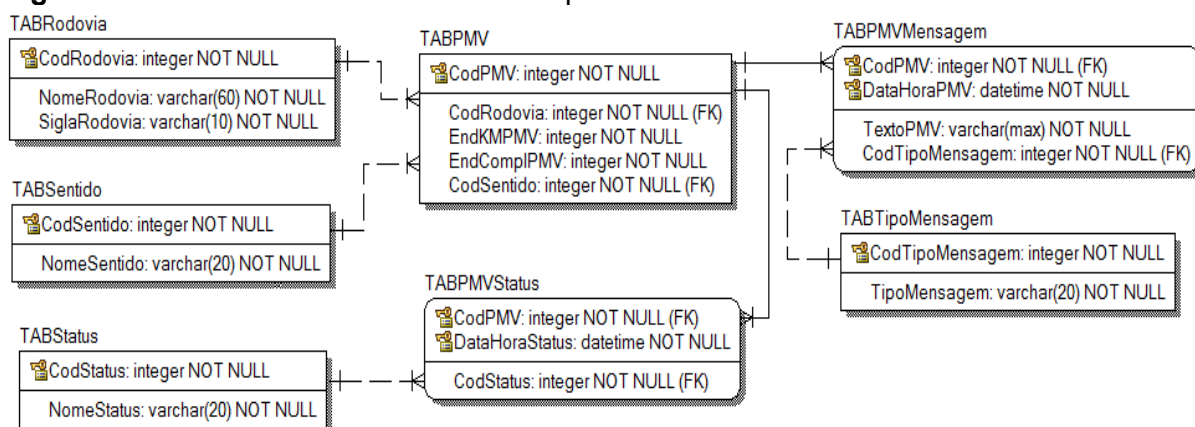 TABRodovia
CodRodovia: integer NOT NULL
NomeRodovia: varchar(60) NOT NULL
SiglaRodovia: varchar(10) NOT NULL
TABSentido
CodSentido: integer NOT NULL
NomeSentido: varchar(20) NOT NULL
TABStatus
CodStatus: integer NOT NULL
NomeStatus: varchar(20) NOT NULL
TABPMV
CodPMV: integer NOT NULL
CodRodovia: integer NOT NULL (FK)
EndKMPMV: integer NOT NULL
EndComplPMV: integer NOT NULL
CodSentido: integer NOT NULL (FK)
TABPMVStatus
CodPMV: integer NOT NULL (FK)
DataHoraStatus: datetime NOT NULL
CodStatus: integer NOT NULL (FK)
TABPMVMensagem
CodPMV: integer NOT NULL (FK)
DataHoraPMV: datetime NOT NULL
TextoPMV: varchar(max) NOT NULL
CodTipoMensagem: integer NOT NULL (FK)
TABTipoMensagem
CodTipoMensagem: integer NOT NULL
TipoMensagem: varchar(20) NOT NULL